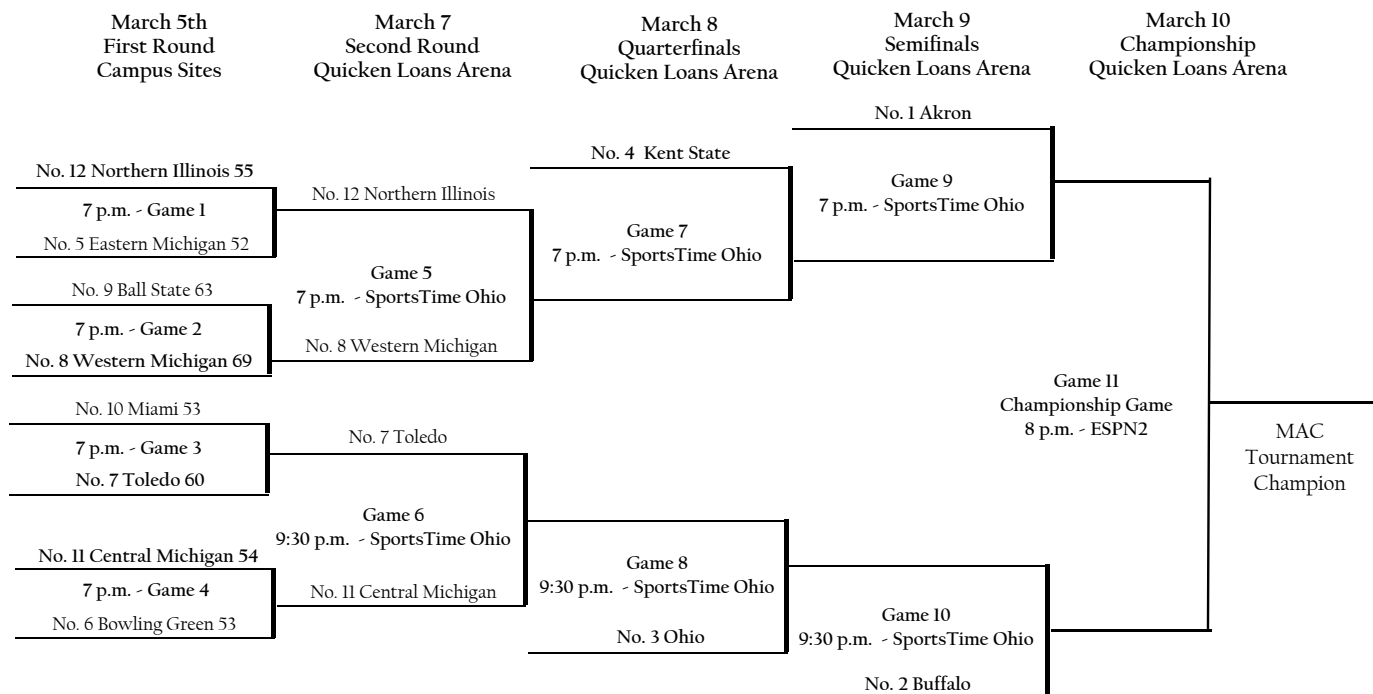 March 5th
First Round
Campus Sites
March 7
Second Round
Quicken Loans Arena
March 8
Quarterfinals
Quicken Loans Arena
March 9
Semifinals
Quicken Loans Arena
March 10
Championship
Quicken Loans Arena
No. 12 Northern Illinois 55
7 p.m. - Game 1
No. 5 Eastern Michigan 52
No. 9 Ball State 63
7 p.m. - Game 2
No. 8 Western Michigan 69
No. 10 Miami 53
7 p.m. - Game 3
No. 7 Toledo 60
No. 11 Central Michigan 54
7 p.m. - Game 4
No. 6 Bowling Green 53
No. 12 Northern Illinois
Game 5
7 p.m. - SportsTime Ohio
No. 8 Western Michigan
No. 7 Toledo
Game 6
9:30 p.m. - SportsTime Ohio
No. 11 Central Michigan
No. 4 Kent State
Game 7
7 p.m. - SportsTime Ohio
Game 8
9:30 p.m. - SportsTime Ohio
No. 3 Ohio
No. 1 Akron
Game 9
7 p.m. - SportsTime Ohio
Game 10
9:30 p.m. - SportsTime Ohio
No. 2 Buffalo
Game 11
Championship Game
8 p.m. - ESPN2
MAC
Tournament
Champion